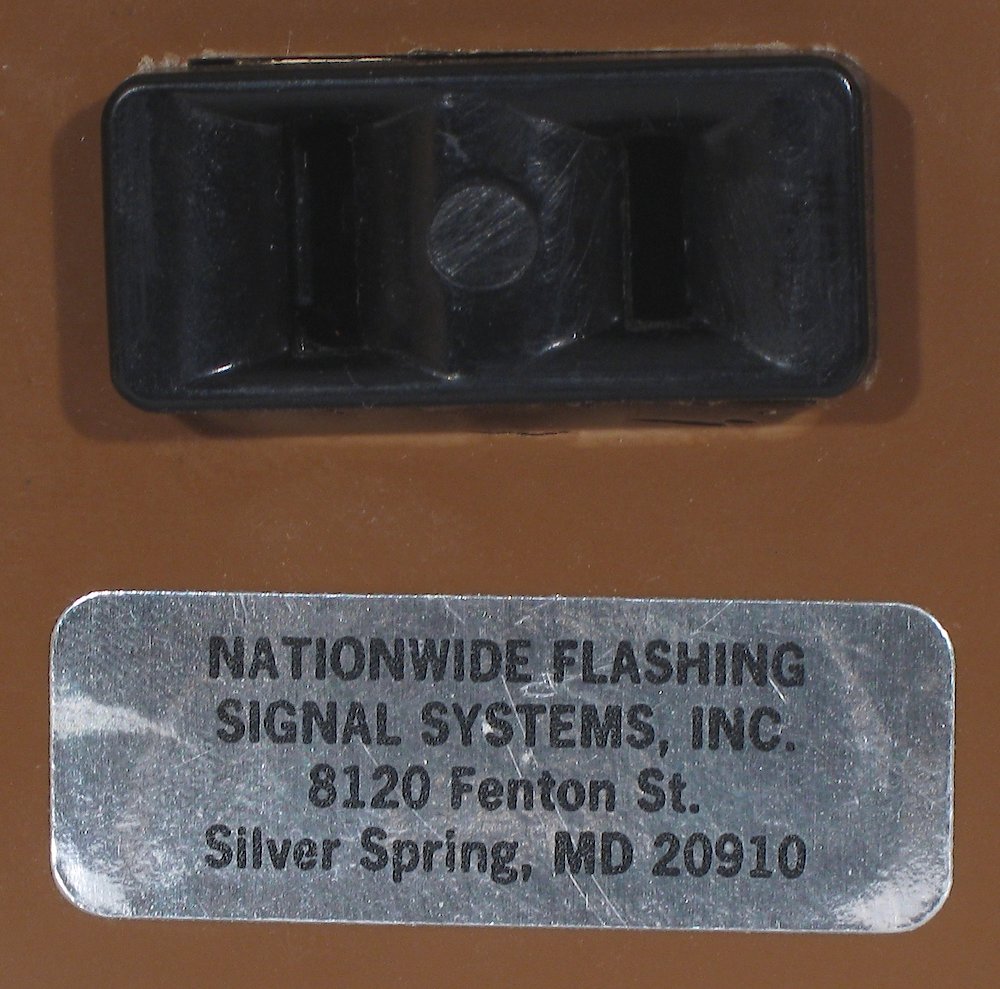 NATIONWIDE FLASHING
SIGNAL SYSTEMS, INC.
8120 Fenton St.
Silver Spring, MD 20910